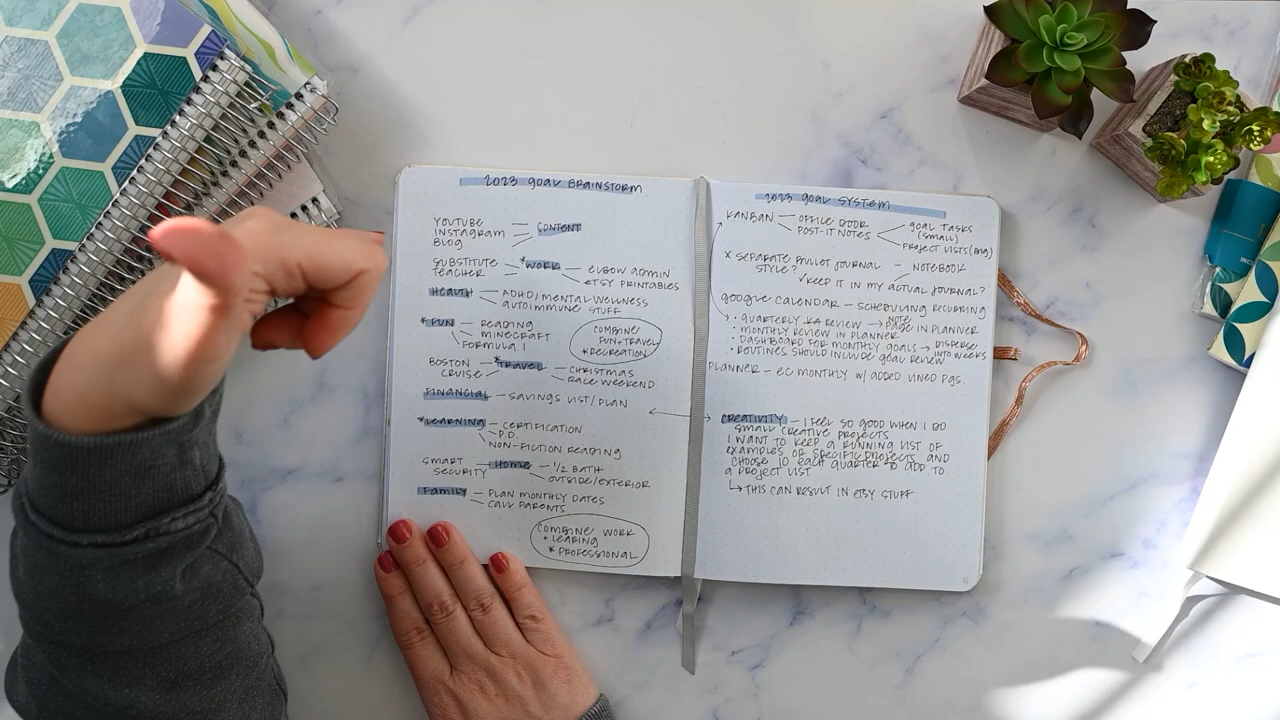 2023 GOAL BRAINSTORM
YOUTUBE
INSTAGRAM
BLOG
CONTENT
SUBSTITUTE
TEACHER
*WORK
ELBOW ADMIN
ETSY PRINTABLES
HEALTH
ADHD/MENTAL WELLNESS
AUTOIMMUNE STUFF
*FUN
READING
MINECRAFT
FORMULA 1
COMBINE
FUN+TRAVEL
*RECREATION
BOSTON
CRUISE
*TRAVEL
CHRISTMAS
RACE WEEKEND
FINANCIAL
SAVINGS LIST/PLAN
*LEARNING
CERTIFICATION
P.D.
NON-FICTION READING
SMART
SECURITY
HOME
1/2 BATH
OUTSIDE/EXTERIOR
FAMILY
PLAN MONTHLY DATES
CALL PARENTS
COMBINE WORK
+ LEARING
* PROFESSIONAL
2023 GOAL SYSTEM
KANBAN
OFFICE DOOR
POST-IT NOTES
GOAL TASKS
(SMALL)
PROJECT LISTS (BIG)
* SEPARATE BULLET JOURNAL
STYLE?
NOTEBOOK
✓KEEP IN MY ACTUAL JOURNAL?
GOOGLE CALENDAR – SCHEDULING RECURRING
· QUARTERLY REVIEW → NOTE
PAGE IN PLANNER
· MONTHLY REVIEW IN PLANNER
· DASHBOARD FOR MONTHLY GOALS → DISPERSE
INTO WEEKS
· ROUTINES SHOULD INCLUDE GOAL REVIEW
PLANNER – EC MONTHLY W/ ADDED LINED PGS.
CREATIVITY – I FEEL SO GOOD WHEN I DO
SMALL CREATIVE PROJECTS
I WANT TO KEEP A RUNNING LIST OF
EXAMPLES OR SPECIFIC PROJECTS AND
CHOOSE 10 EACH QUARTER TO ADD TO
A PROJECT LIST
↳ THIS CAN RESULT IN ETSY STUFF